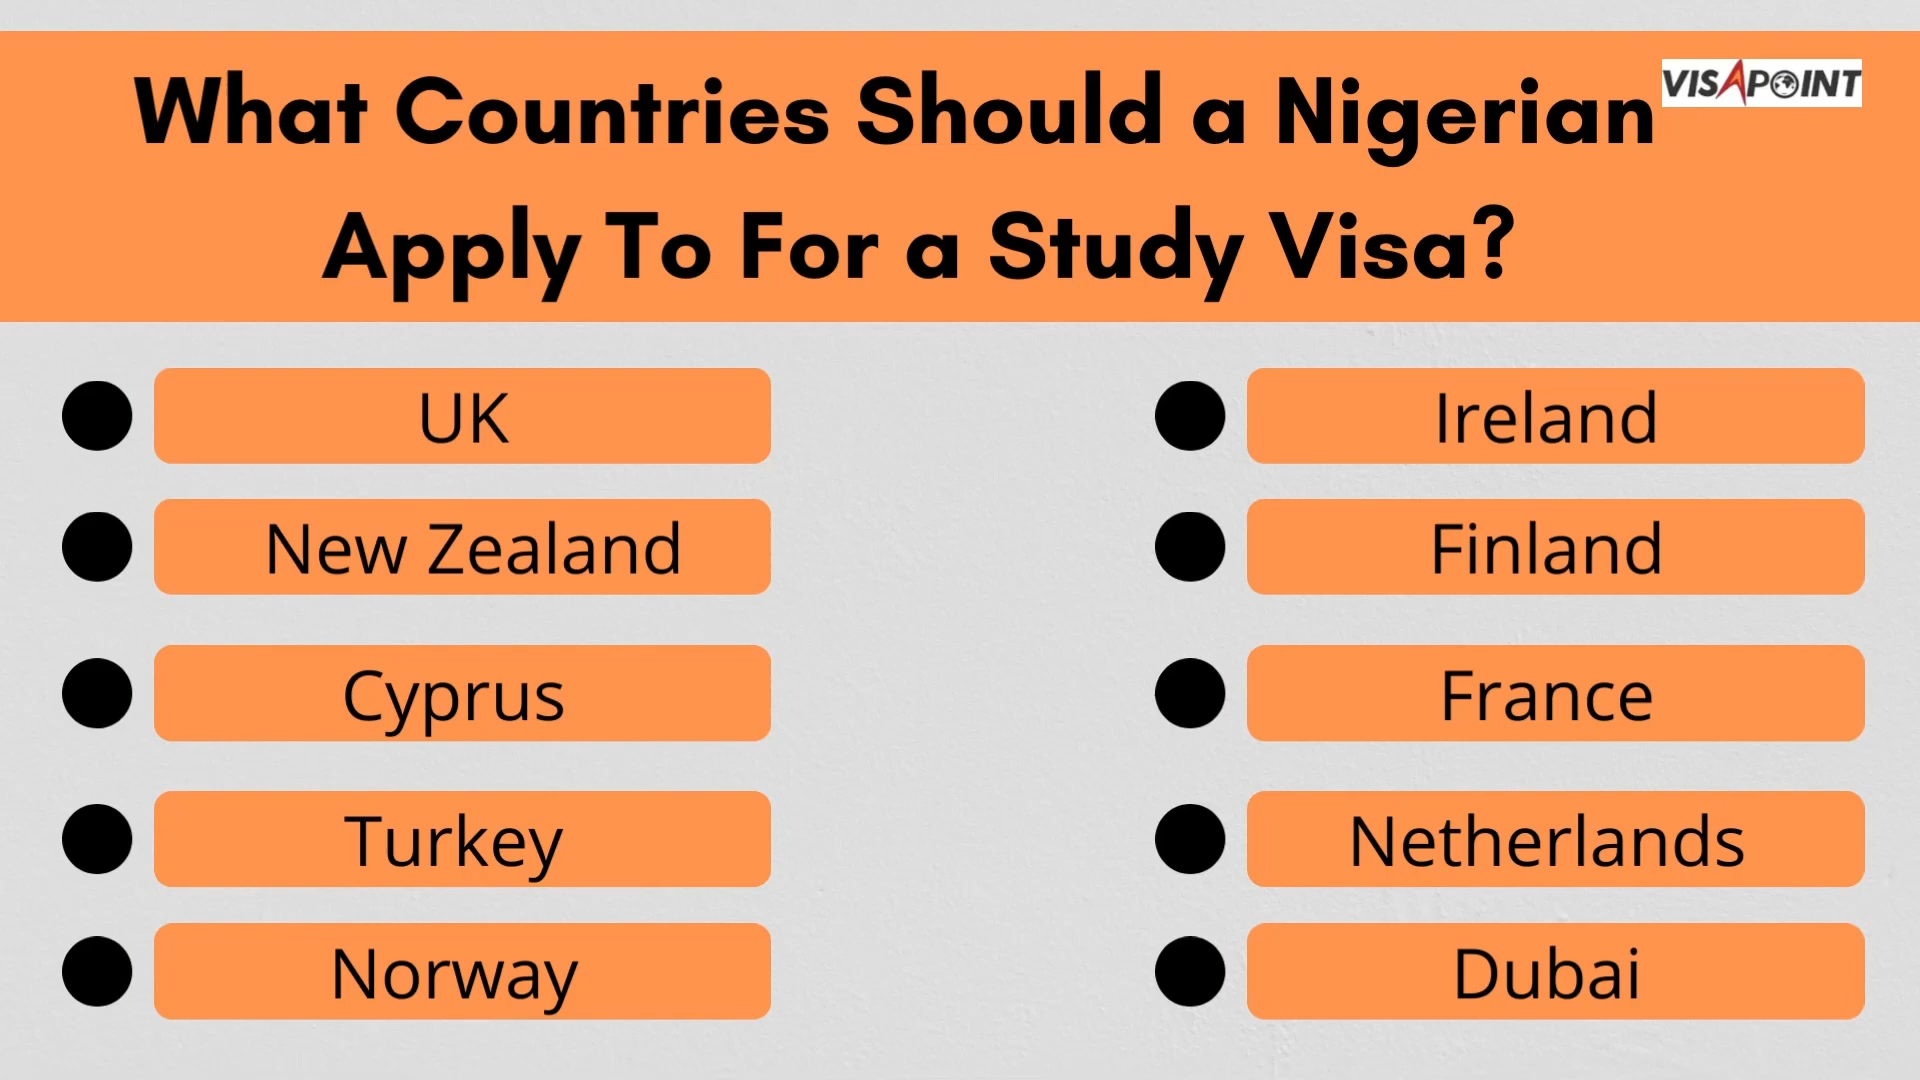 What Countries Should a Nigerian
VISAPOINT
Apply To For a Study Visa?
UK
New Zealand
Cyprus
Turkey
Norway
Ireland
Finland
France
Netherlands
Dubai